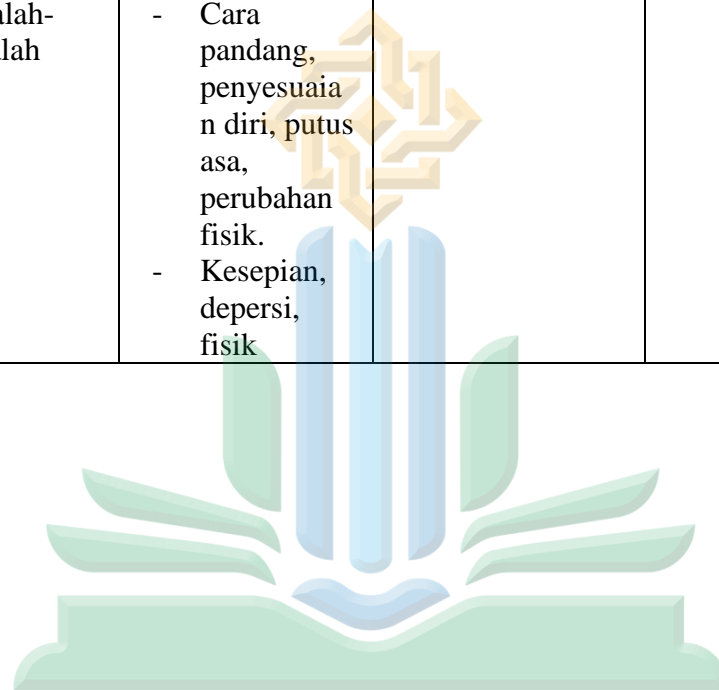 alah-
lah
- Cara
pandang,
penyesuaia
n diri, putus
asa,
perubahan
fisik.
- Kesepian,
depersi,
fisik